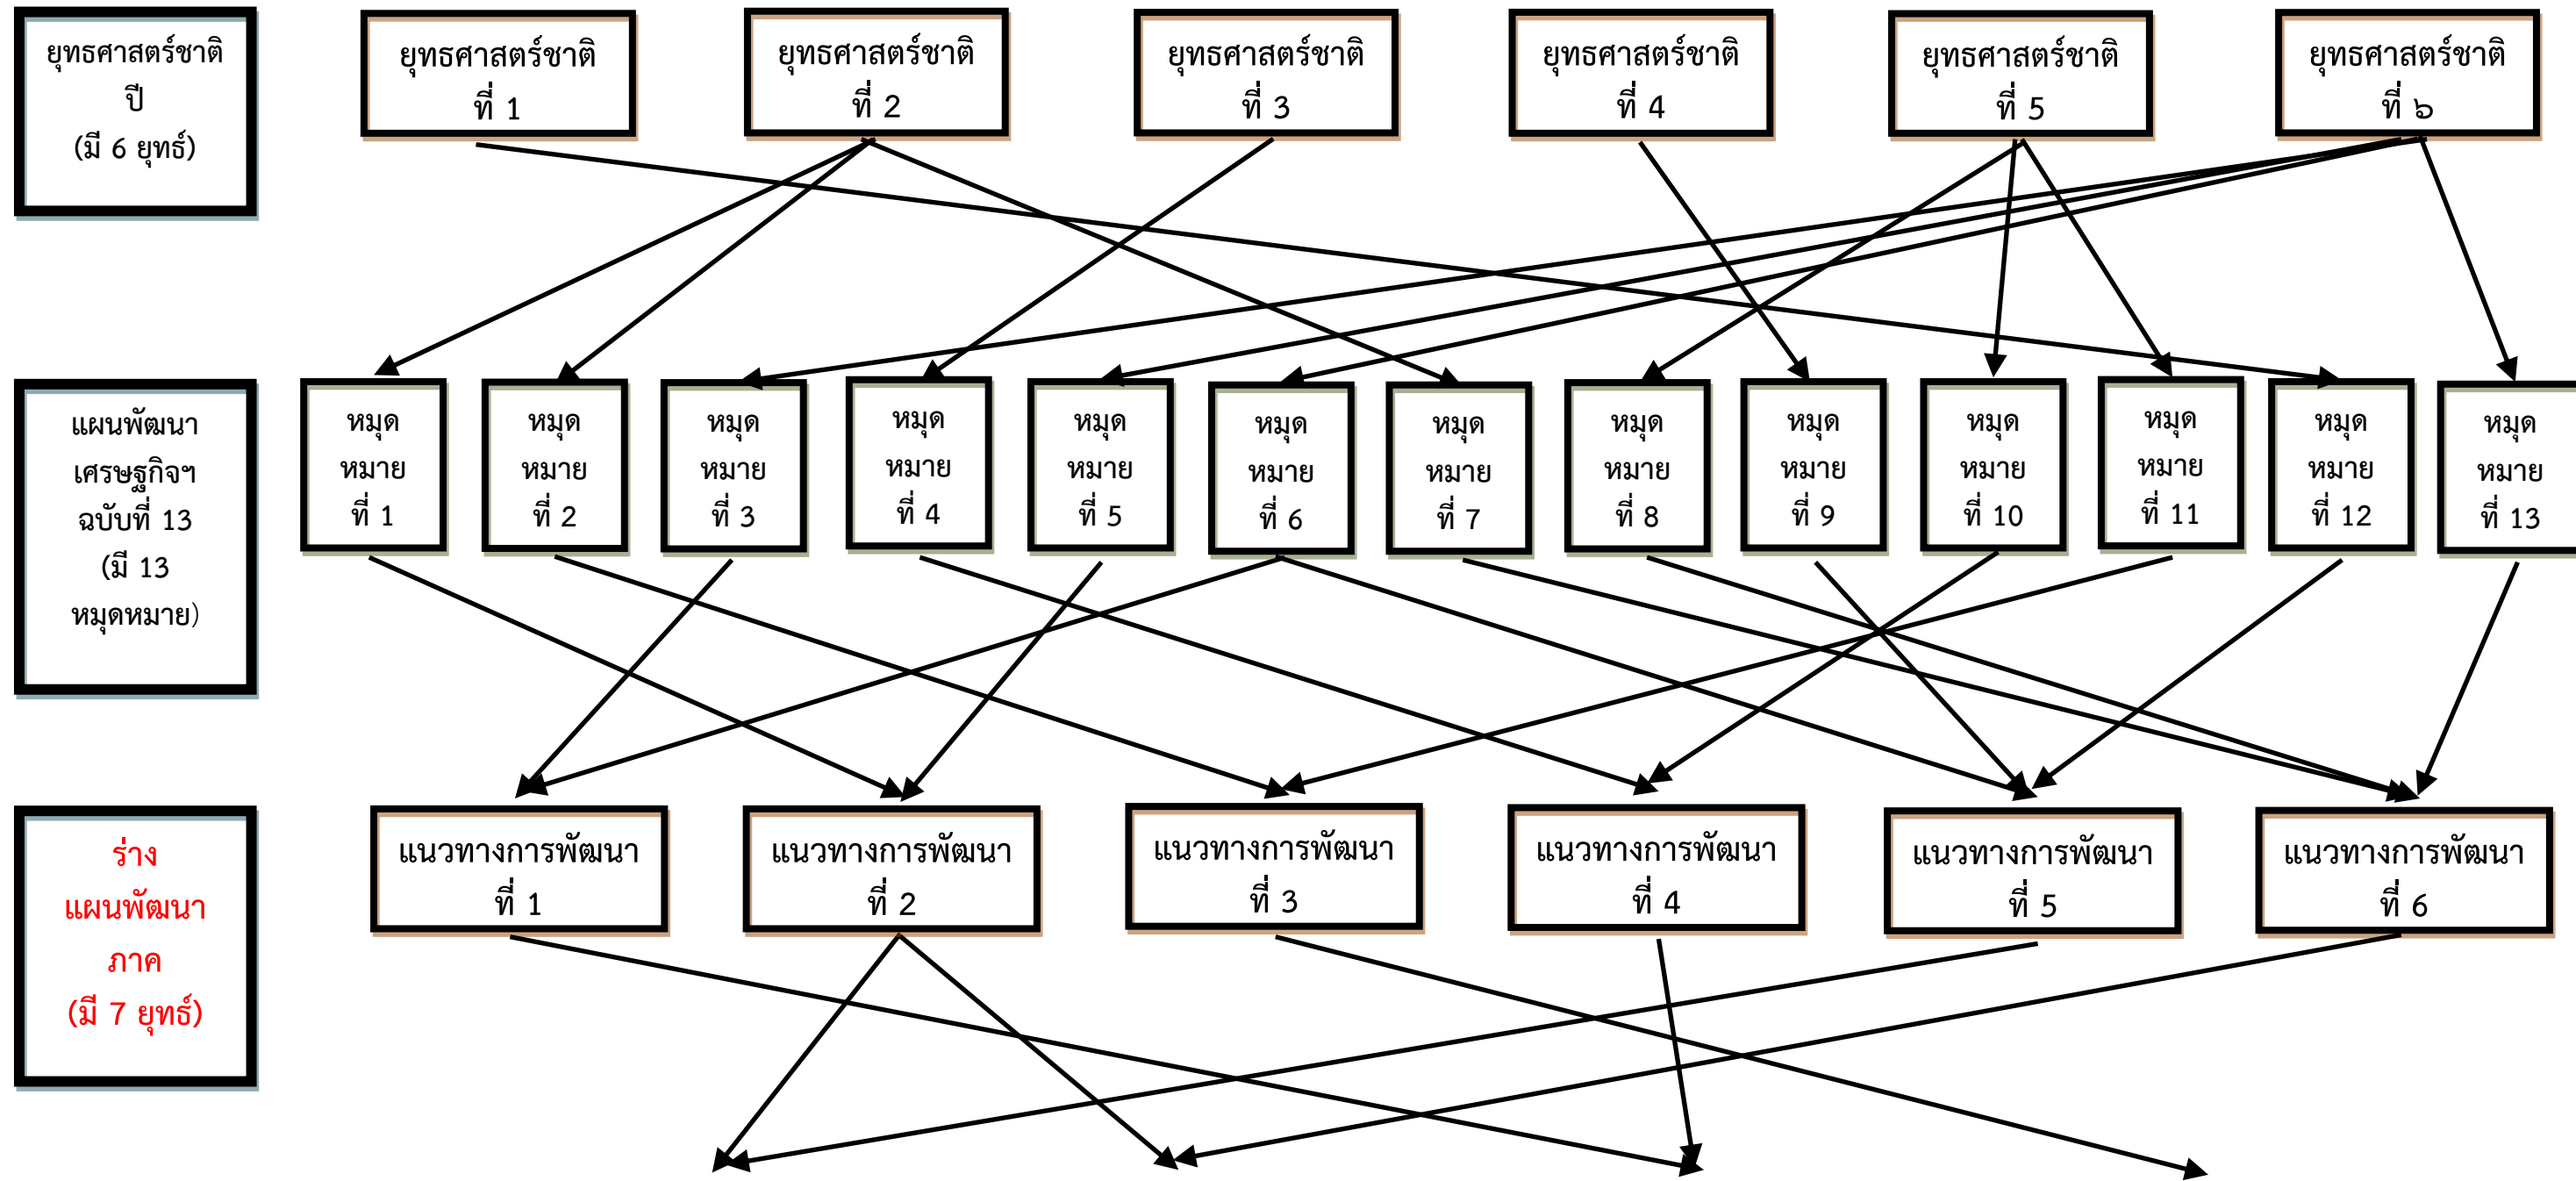 ยุทธศาสตร์ชาติ
ปี
(มี 6 ยุทธ์)
ยุทธศาสตร์ชาติ
ที่ 1
ยุทธศาสตร์ชาติ
ที่ 2
ยุทธศาสตร์ชาติ
ที่ 3
ยุทธศาสตร์ชาติ
ที่ 4
ยุทธศาสตร์ชาติ
ที่ 5
ยุทธศาสตร์ชาติ
ที่ ๖
แผนพัฒนา
เศรษฐกิจฯ
ฉบับที่ 13
(มี 13
หมุดหมาย)
หมุด
หมาย
ที่ 1
หมุด
หมาย
ที่ 2
หมุด
หมาย
ที่ 3
หมุด
หมาย
ที่ 4
หมุด
หมาย
ที่ 5
หมุด
หมาย
ที่ 6
หมุด
หมาย
ที่ 7
หมุด
หมาย
ที่ 8
หมุด
หมาย
ที่ 9
หมุด
หมาย
ที่ 10
หมุด
หมาย
ที่ 11
หมุด
หมาย
ที่ 12
หมุด
หมาย
ที่ 13
ร่าง
แผนพัฒนา
ภาค
(มี 7 ยุทธ์)
แนวทางการพัฒนา
ที่ 1
แนวทางการพัฒนา
ที่ 2
แนวทางการพัฒนา
ที่ 3
แนวทางการพัฒนา
ที่ 4
แนวทางการพัฒนา
ที่ 5
แนวทางการพัฒนา
ที่ 6